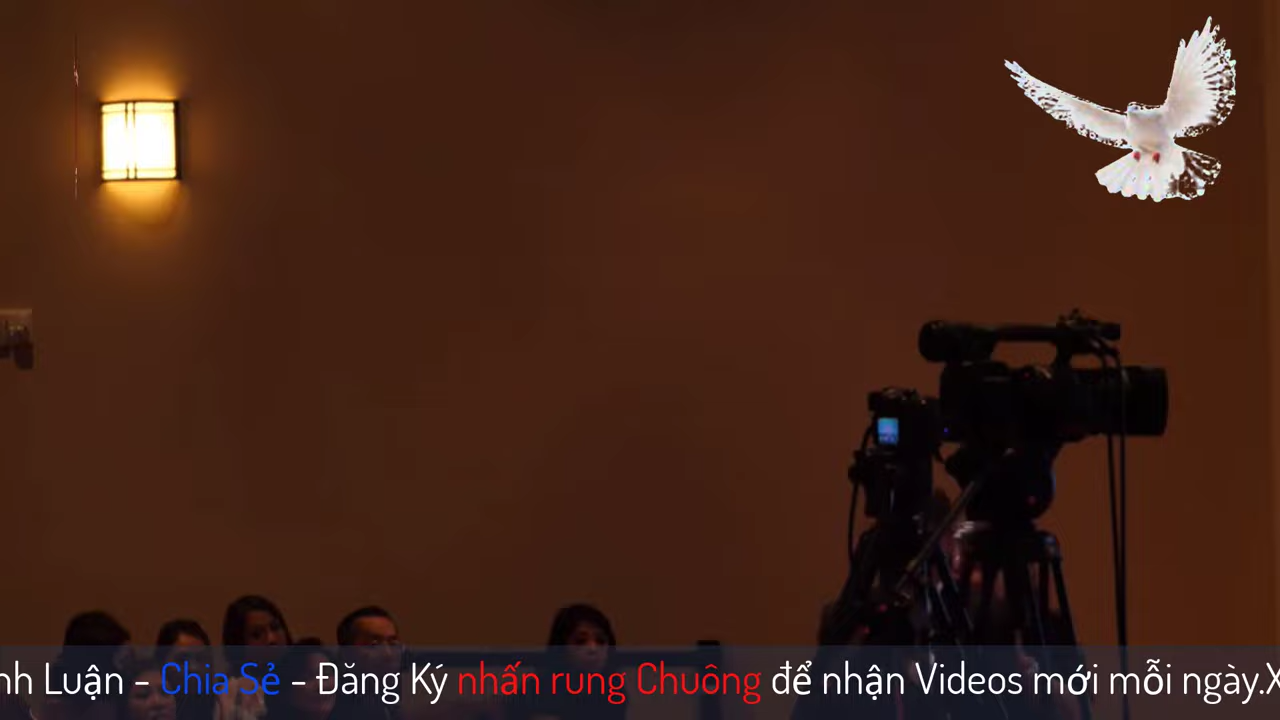 nh Luận - Chia Sẻ - Đăng Ký nhấn rung Chuông để nhận Videos mới mỗi ngày.X